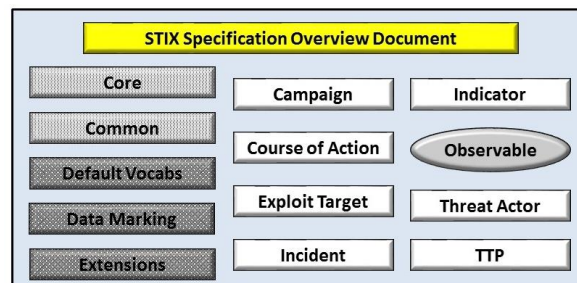 STIX Specification Overview Document
Core
Common
Default Vocabs
Data Marking
Extensions
Campaign
Course of Action
Exploit Target
Incident
Indicator
Observable
Threat Actor
TTP